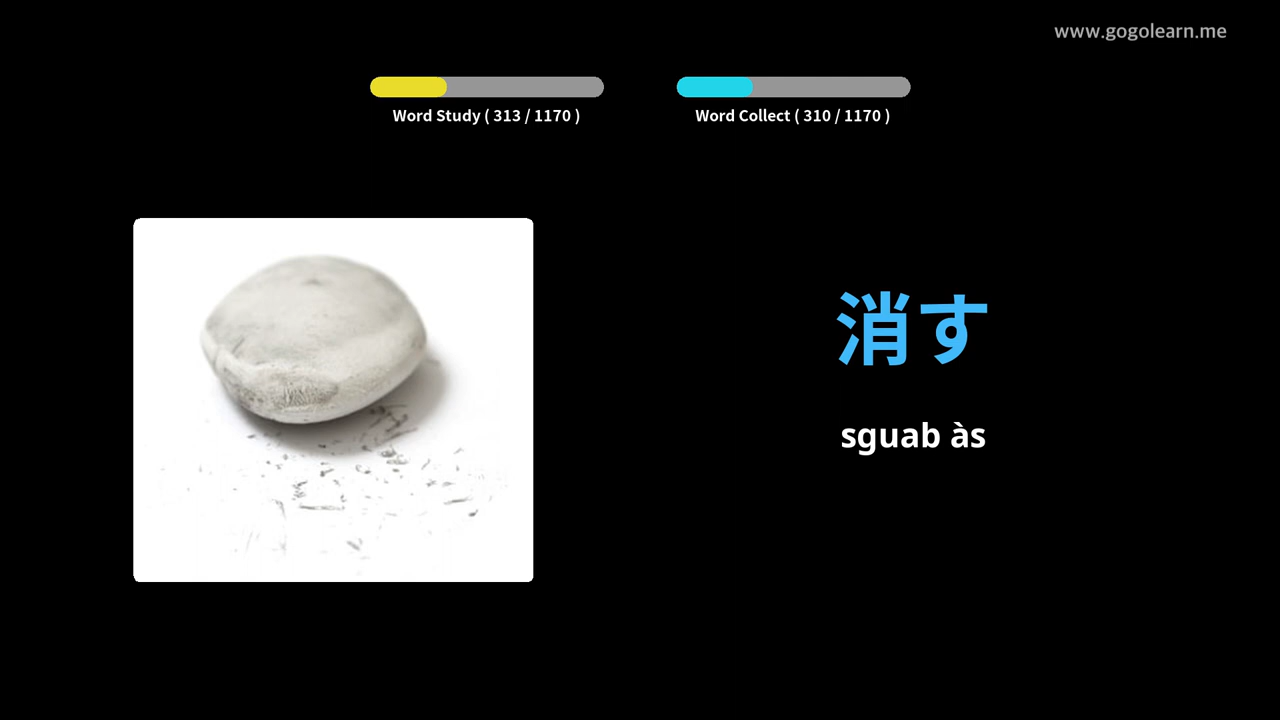 www.gogolearn.me
Word Study ( 313 / 1170 )
Word Collect ( 310 / 1170 )
消す
sguab às